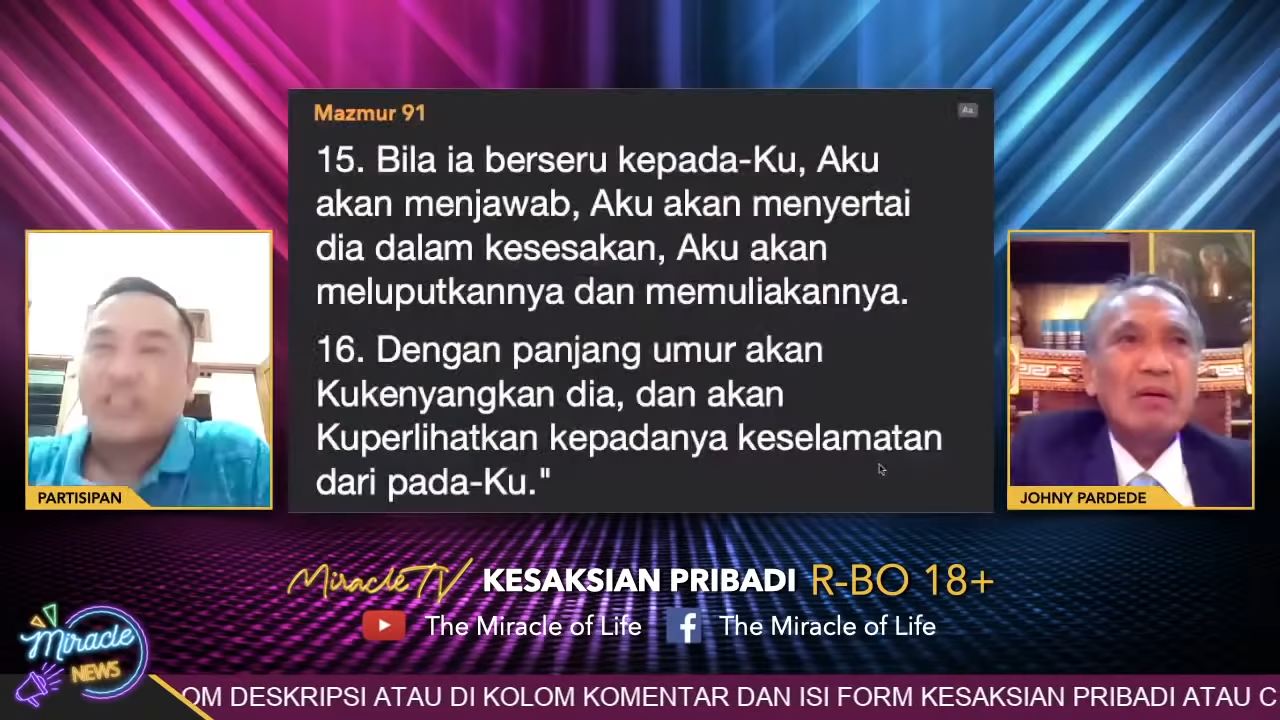 Mazmur 91
Aa
15. Bila ia berseru kepada-Ku, Aku
akan menjawab, Aku akan menyertai
dia dalam kesesakan, Aku akan
meluputkannya dan memuliakannya.
16. Dengan panjang umur akan
Kukenyangkan dia, dan akan
Kuperlihatkan kepadanya keselamatan
dari pada-Ku."
PARTISIPAN
JOHNY PARDEDE
MiracleTV KESAKSIAN PRIBADI R-BO 18+
The Miracle of Life The Miracle of Life
Miracle
NEWS
OM DESKRIPSI ATAU DI KOLOM KOMENTAR DAN ISI FORM KESAKSIAN PRIBADI ATAU C